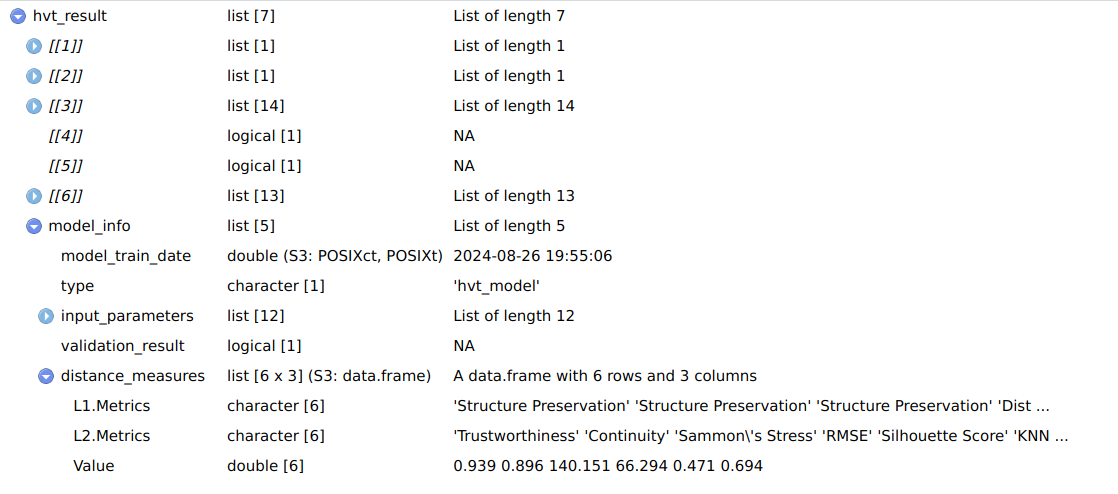 hvt_result list [7] List of length 7
[[1]] list [1] List of length 1
[[2]] list [1] List of length 1
[[3]] list [14] List of length 14
[[4]] logical [1] NA
[[5]] logical [1] NA
[[6]] list [13] List of length 13
model_info list [5] List of length 5
model_train_date double (S3: POSIXct, POSIXt) 2024-08-26 19:55:06
type character [1] 'hvt_model'
input_parameters list [12] List of length 12
validation_result logical [1] NA
distance_measures list [6 x 3] (S3: data.frame) A data.frame with 6 rows and 3 columns
L1.Metrics character [6] 'Structure Preservation' 'Structure Preservation' 'Structure Preservation' 'Dist ...
L2.Metrics character [6] 'Trustworthiness' 'Continuity' 'Sammon\'s Stress' 'RMSE' 'Silhouette Score' 'KNN ...
Value double [6] 0.939 0.896 140.151 66.294 0.471 0.694